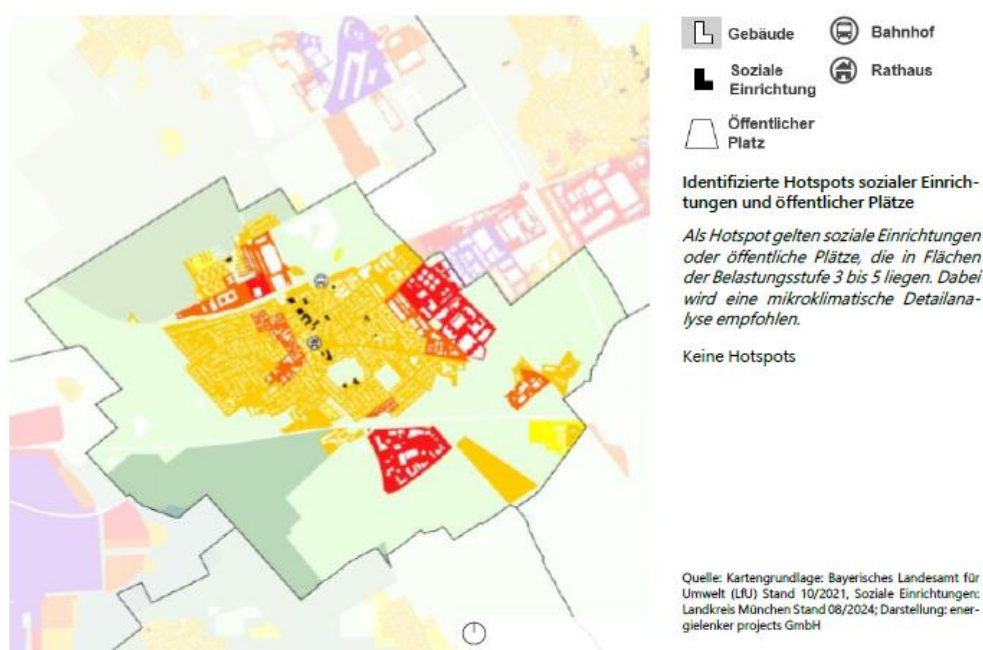 Gebäude
Bahnhof
Soziale
Einrichtung
Rathaus
Öffentlicher
Platz
Identifizierte Hotspots sozialer Einrich-
tungen und öffentlicher Plätze
Als Hotspot gelten soziale Einrichtungen
oder öffentliche Plätze, die in Flächen
der Belastungsstufe 3 bis 5 liegen. Dabei
wird eine mikroklimatische Detailana-
lyse empfohlen.
Keine Hotspots
Quelle: Kartengrundlage: Bayerisches Landesamt für
Umwelt (LfU) Stand 10/2021, Soziale Einrichtungen:
Landkreis München Stand 08/2024; Darstellung: ener-
gielenker projects GmbH